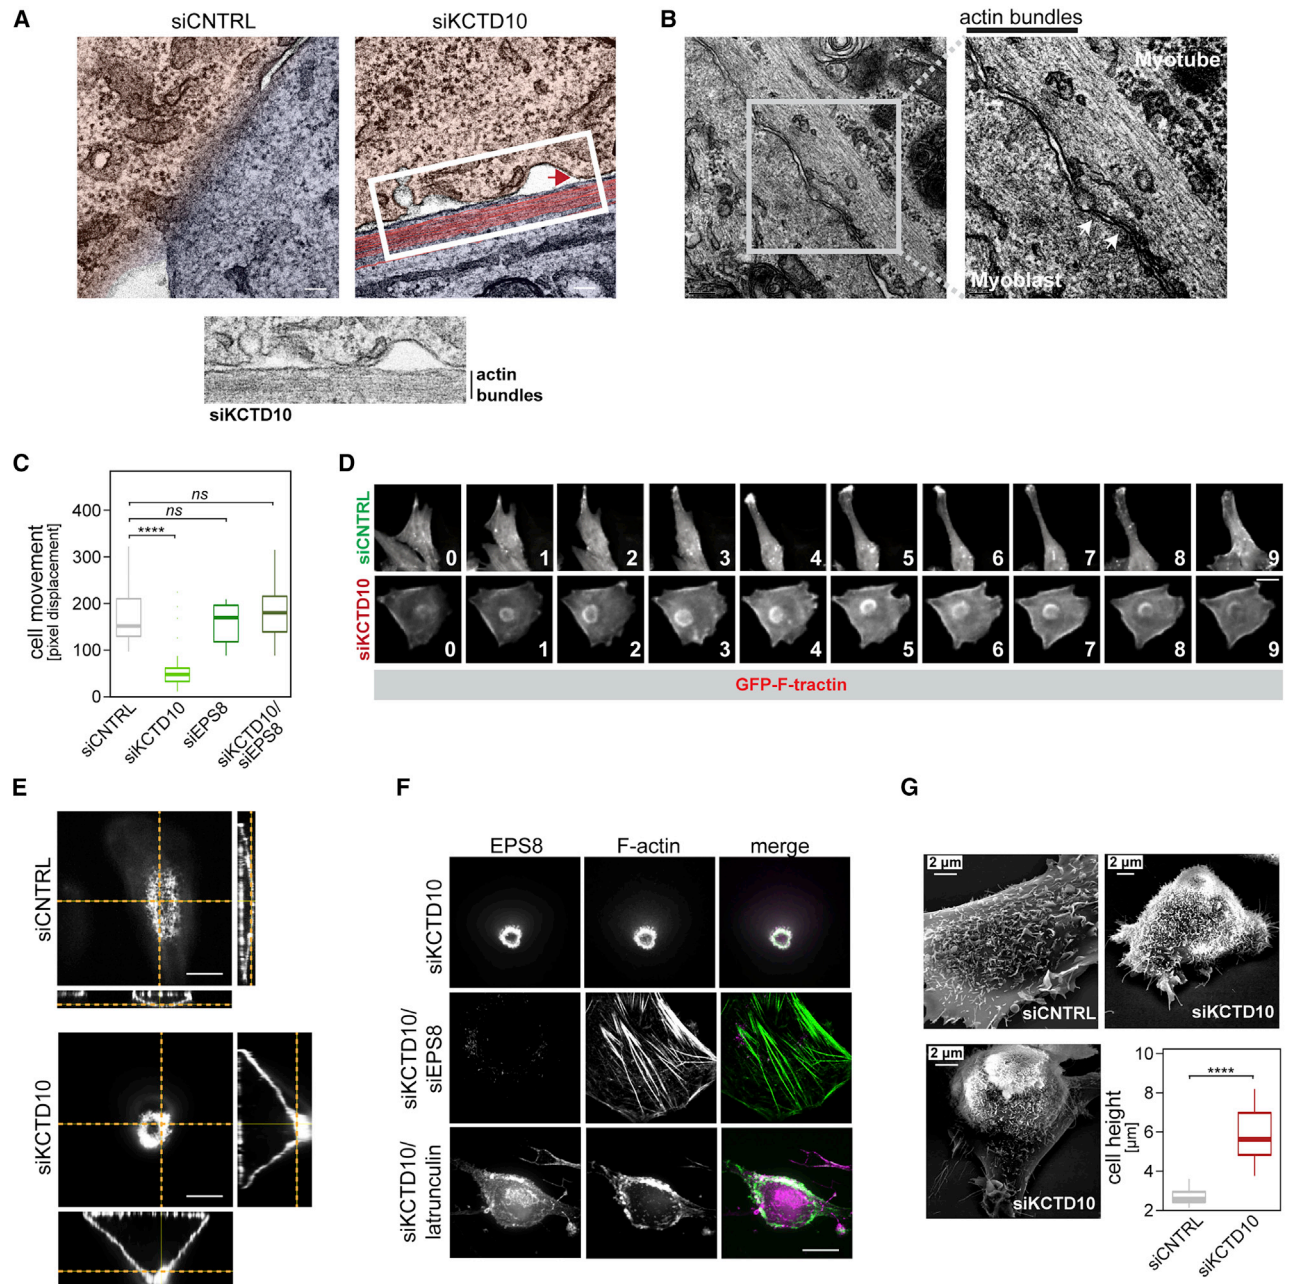 A
siCNTRL
siKCTD10
actin
bundles
siKCTD10
B
actin bundles
Myotube
Myoblast
C
cell movement
[pixel displacement]
400
300
200
100
0
ns
ns
****
siCNTRL
siKCTD10
siEPS8
siKCTD10/
siEPS8
D
siCNTRL
0 1 2 3 4 5 6 7 8 9
siKCTD10
0 1 2 3 4 5 6 7 8 9
GFP-F-tractin
E
siCNTRL
siKCTD10
F
EPS8 F-actin merge
siKCTD10
siKCTD10/
siEPS8
siKCTD10/
latrunculin
G
2 µm
siCNTRL
2 µm
siKCTD10
2 µm
siKCTD10
cell height
[µm]
10
8
6
4
2
****
siCNTRL
siKCTD10